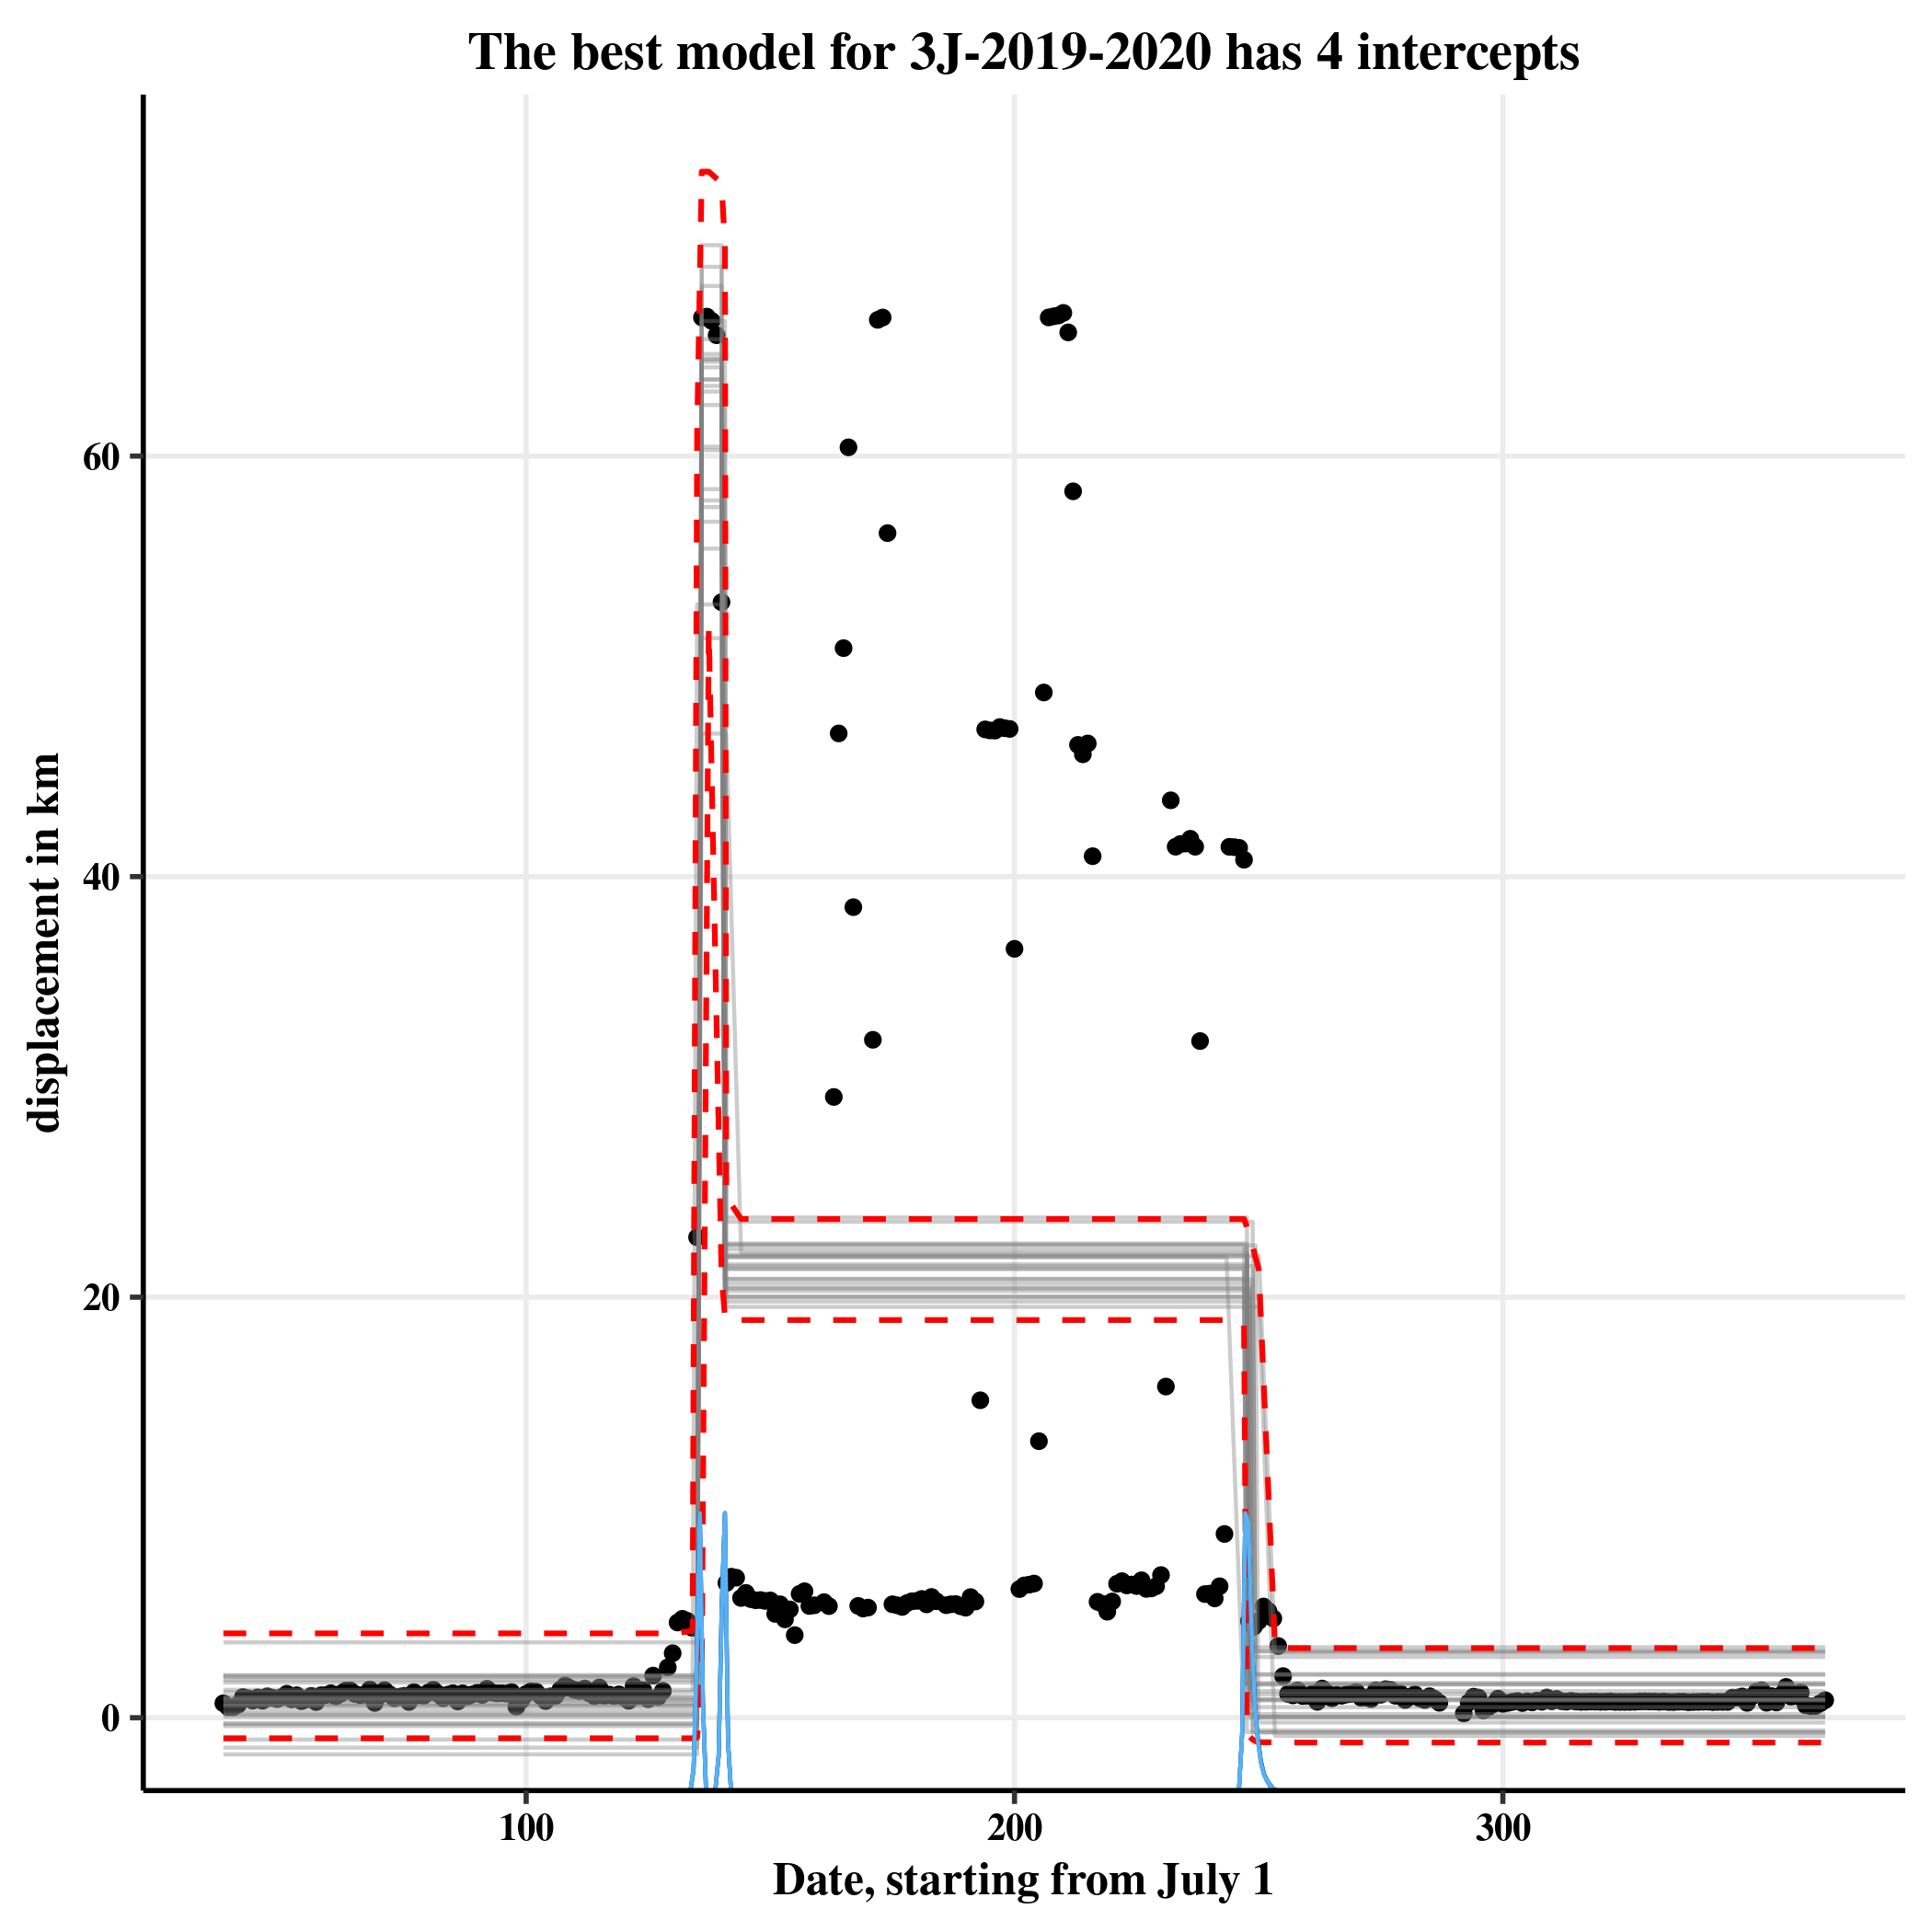 The best model for 3J-2019-2020 has 4 intercepts
displacement in km
60
40
20
0
100
200
300
Date, starting from July 1